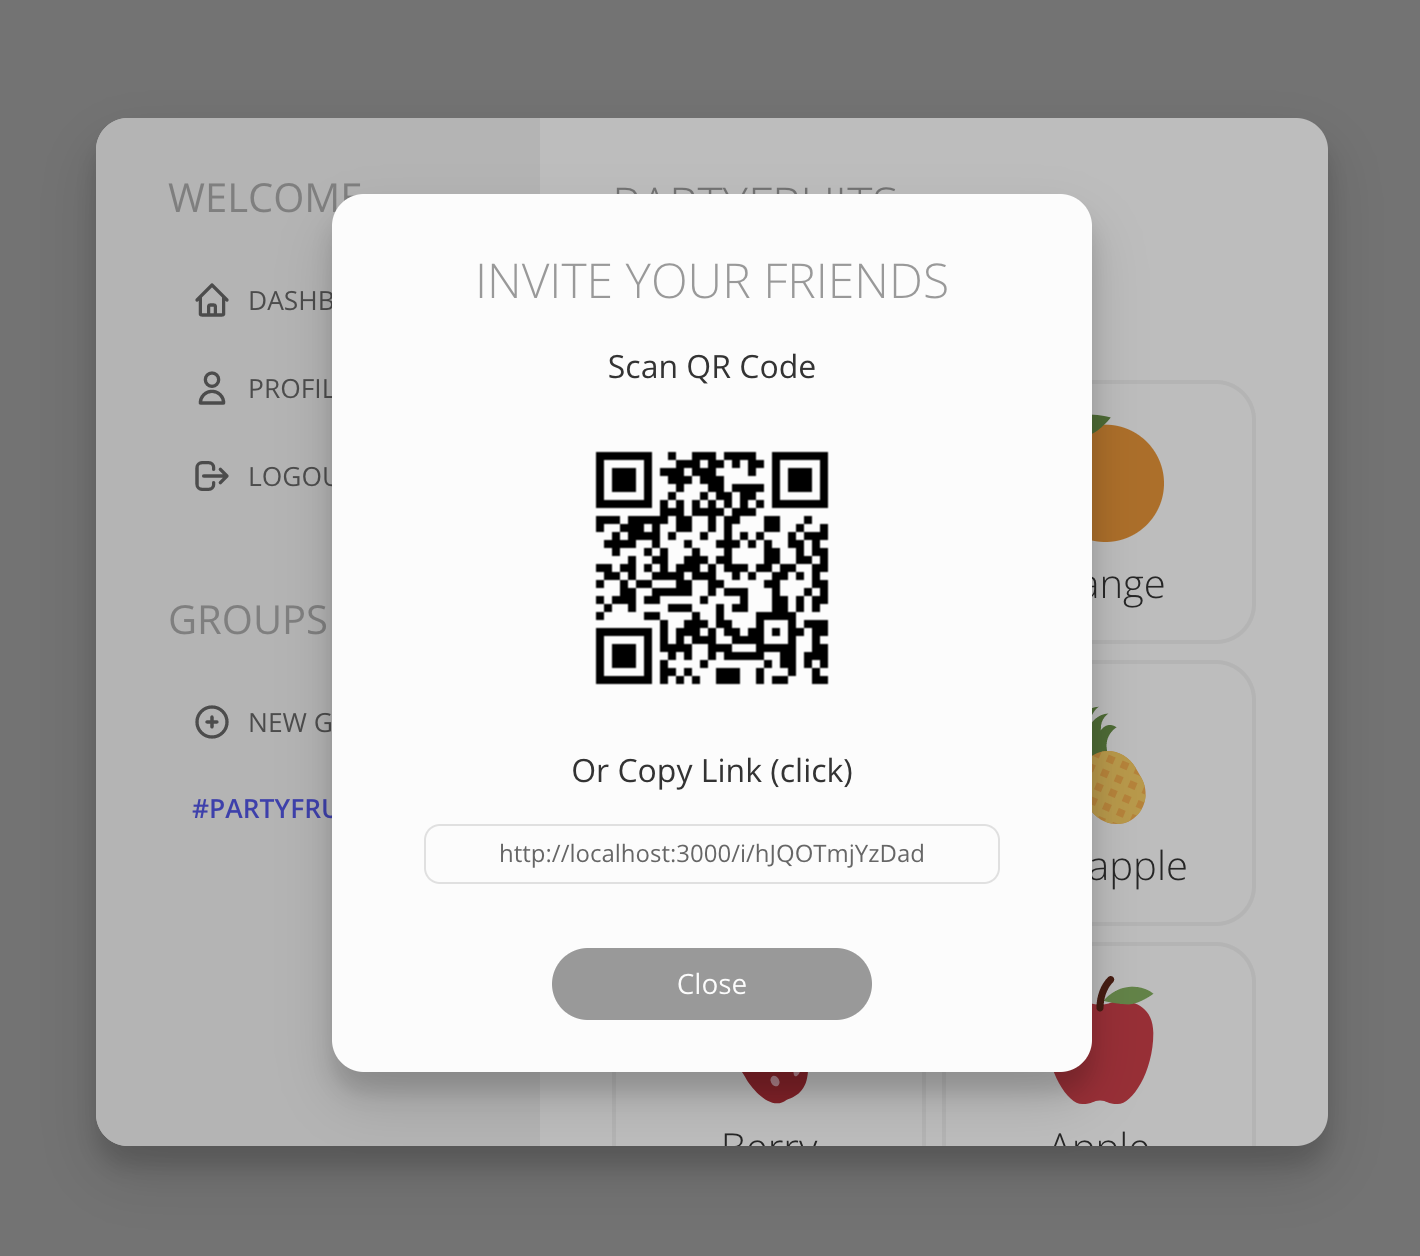 WELCOME
PARTYFRUITS
INVITE YOUR FRIENDS
Scan QR Code
DASHB
PROFIL
LOGOU
ange
GROUPS
NEW G
Or Copy Link (click)
#PARTYFRU
http://localhost:3000/i/hJQOTmjYzDad
apple
Close
Berry
Apple